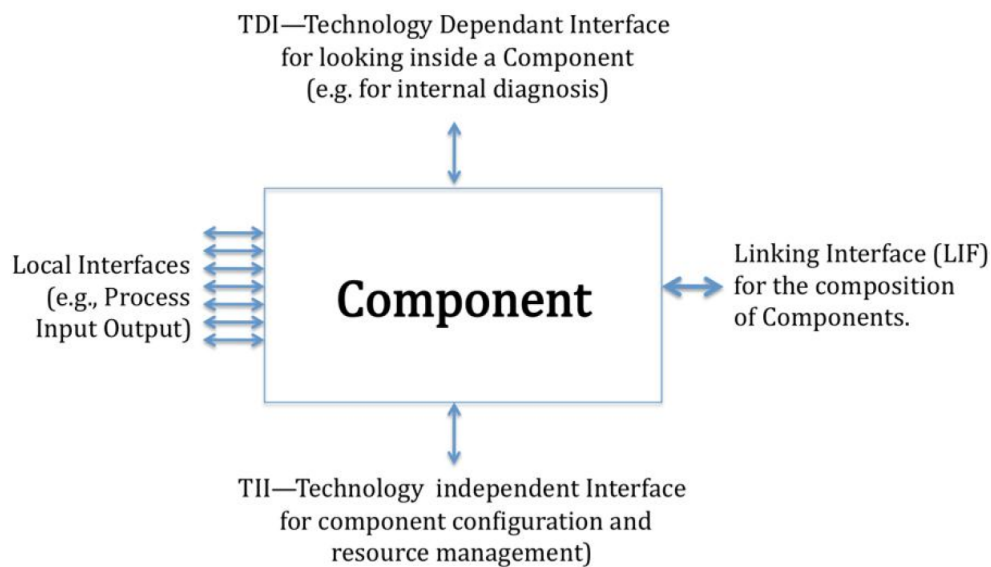 TDI—Technology Dependant Interface
for looking inside a Component
(e.g. for internal diagnosis)
Local Interfaces
(e.g., Process
Input Output)
Component
Linking Interface (LIF)
for the composition
of Components.
TII—Technology independent Interface
for component configuration and
resource management)